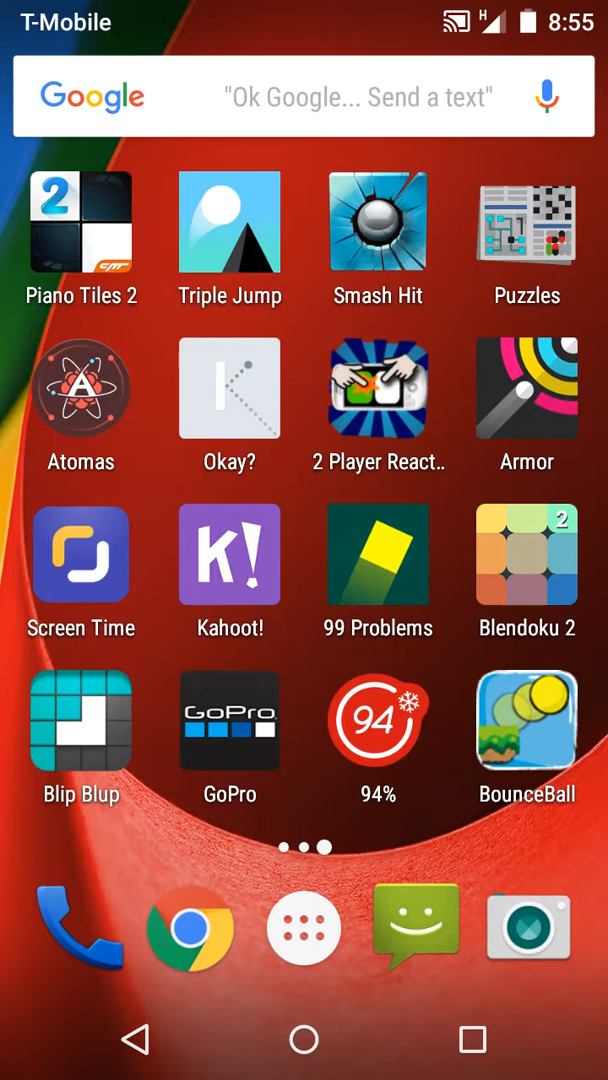 T-Mobile H 8:55
Google "Ok Google... Send a text"
2
Piano Tiles 2 Triple Jump Smash Hit Puzzles
A
Atomas Okay? 2 Player React.. Armor
K! 2
Screen Time Kahoot! 99 Problems Blendoku 2
GoPro 94
Blip Blup GoPro 94% BounceBall